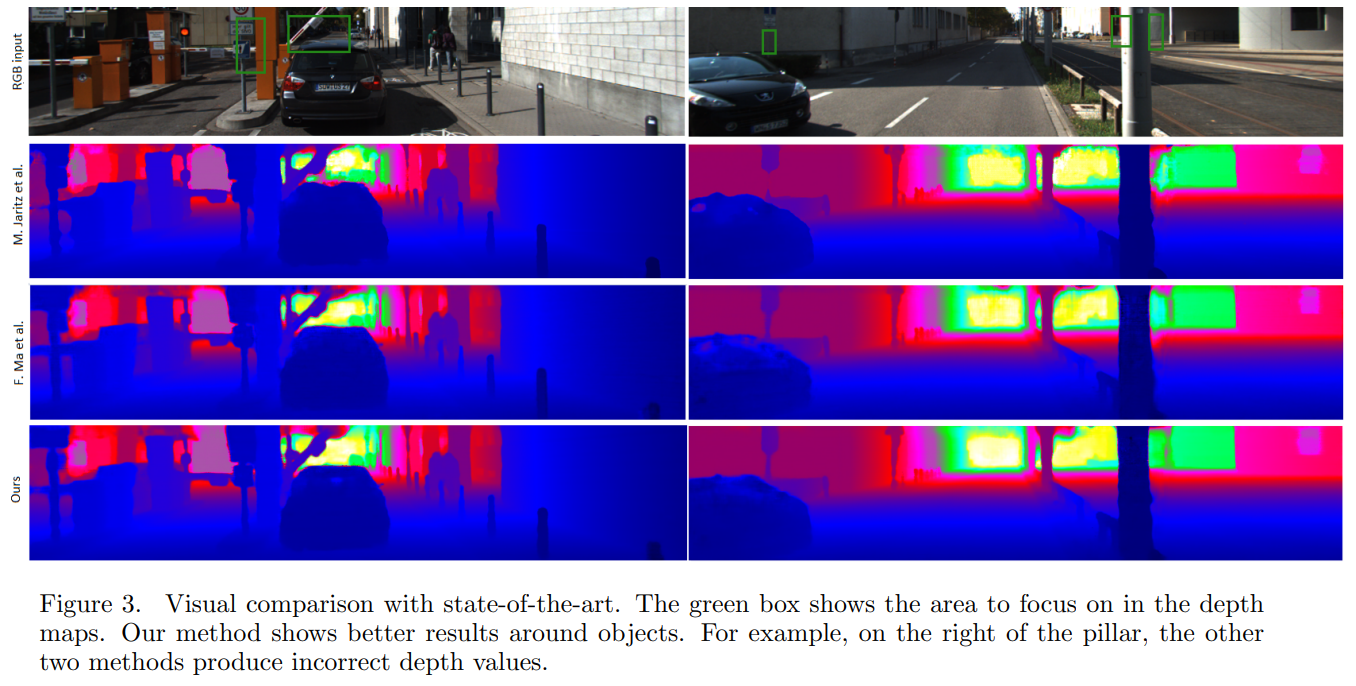 RGB input
M. Jaritz et al.
F. Ma et al.
Ours
Figure 3. Visual comparison with state-of-the-art. The green box shows the area to focus on in the depth
maps. Our method shows better results around objects. For example, on the right of the pillar, the other
two methods produce incorrect depth values.